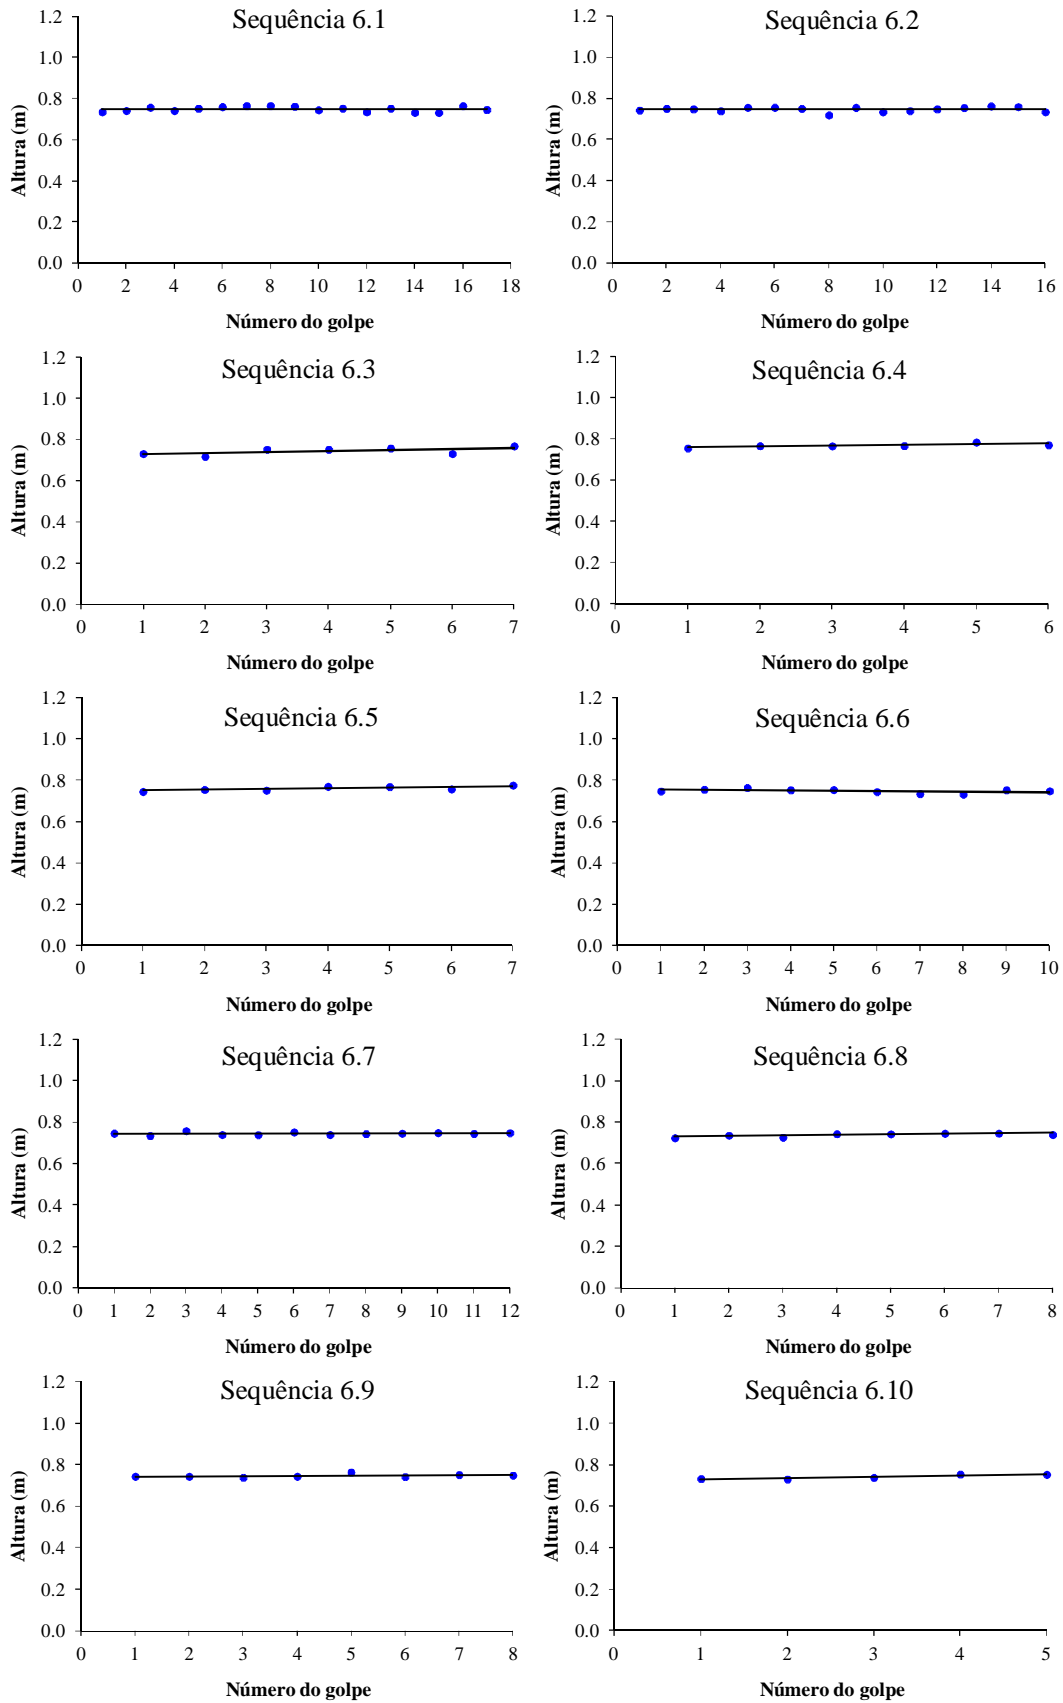 Sequência 6.1
1.2
1.0
0.8
0.6
0.4
0.2
0.0
Altura (m)
0 2 4 6 8 10 12 14 16 18
Número do golpe
Sequência 6.2
1.2
1.0
0.8
0.6
0.4
0.2
0.0
Altura (m)
0 2 4 6 8 10 12 14 16
Número do golpe
Sequência 6.3
1.2
1.0
0.8
0.6
0.4
0.2
0.0
Altura (m)
0 1 2 3 4 5 6 7
Número do golpe
Sequência 6.4
1.2
1.0
0.8
0.6
0.4
0.2
0.0
Altura (m)
0 1 2 3 4 5 6
Número do golpe
Sequência 6.5
1.2
1.0
0.8
0.6
0.4
0.2
0.0
Altura (m)
0 1 2 3 4 5 6 7
Número do golpe
Sequência 6.6
1.2
1.0
0.8
0.6
0.4
0.2
0.0
Altura (m)
0 1 2 3 4 5 6 7 8 9 10
Número do golpe
Sequência 6.7
1.2
1.0
0.8
0.6
0.4
0.2
0.0
Altura (m)
0 1 2 3 4 5 6 7 8 9 10 11 12
Número do golpe
Sequência 6.8
1.2
1.0
0.8
0.6
0.4
0.2
0.0
Altura (m)
0 1 2 3 4 5 6 7 8
Número do golpe
Sequência 6.9
1.2
1.0
0.8
0.6
0.4
0.2
0.0
Altura (m)
0 1 2 3 4 5 6 7 8
Número do golpe
Sequência 6.10
1.2
1.0
0.8
0.6
0.4
0.2
0.0
Altura (m)
0 1 2 3 4 5
Número do golpe